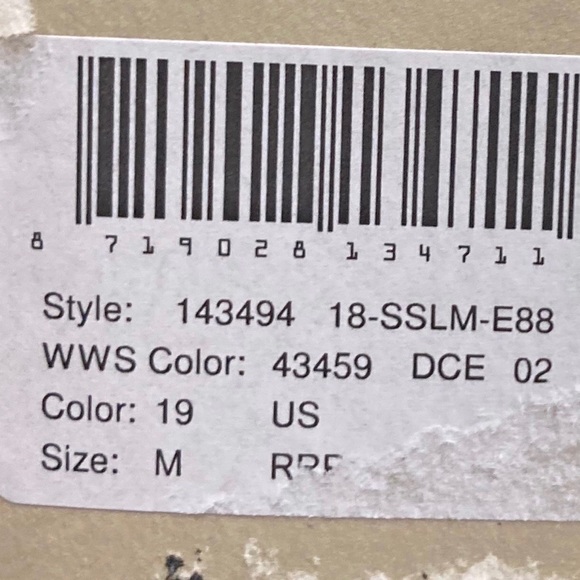 8 719028 134711
Style: 143494 18-SSLM-E88
WWS Color: 43459 DCE 02
Color: 19 US
Size: M